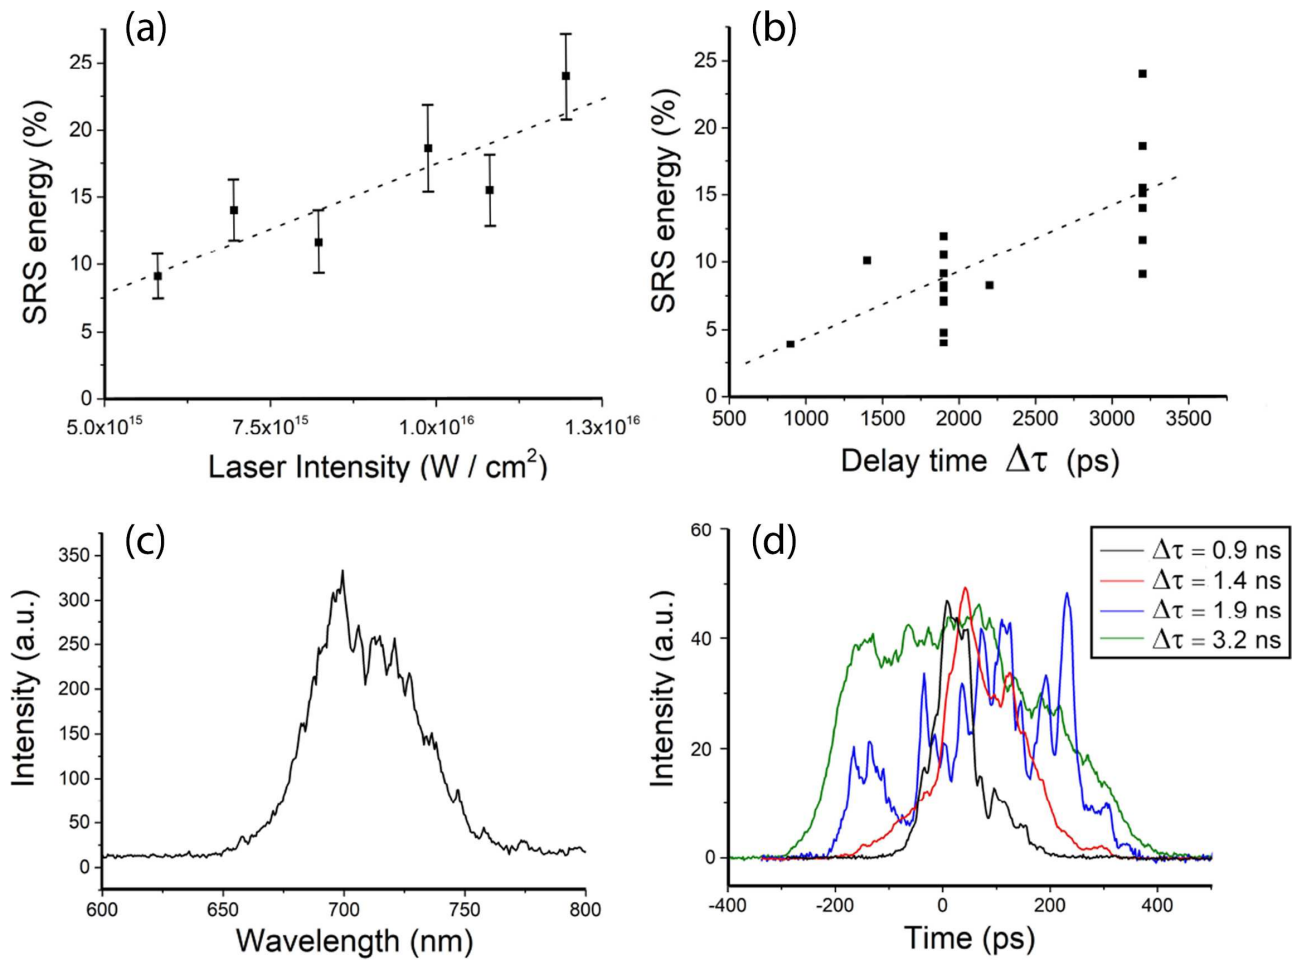 (a)
SRS energy (%)
25
20
15
10
5
0
5.0x10¹⁵ 7.5x10¹⁵ 1.0x10¹⁶ 1.3x10¹⁶
Laser Intensity (W / cm²)
(b)
SRS energy (%)
25
20
15
10
5
0
500 1000 1500 2000 2500 3000 3500
Delay time Δτ (ps)
(c)
Intensity (a.u.)
350
300
250
200
150
100
50
0
600 650 700 750 800
Wavelength (nm)
(d)
Intensity (a.u.)
60
40
20
0
-400 -200 0 200 400
Time (ps)
Δτ = 0.9 ns
Δτ = 1.4 ns
Δτ = 1.9 ns
Δτ = 3.2 ns